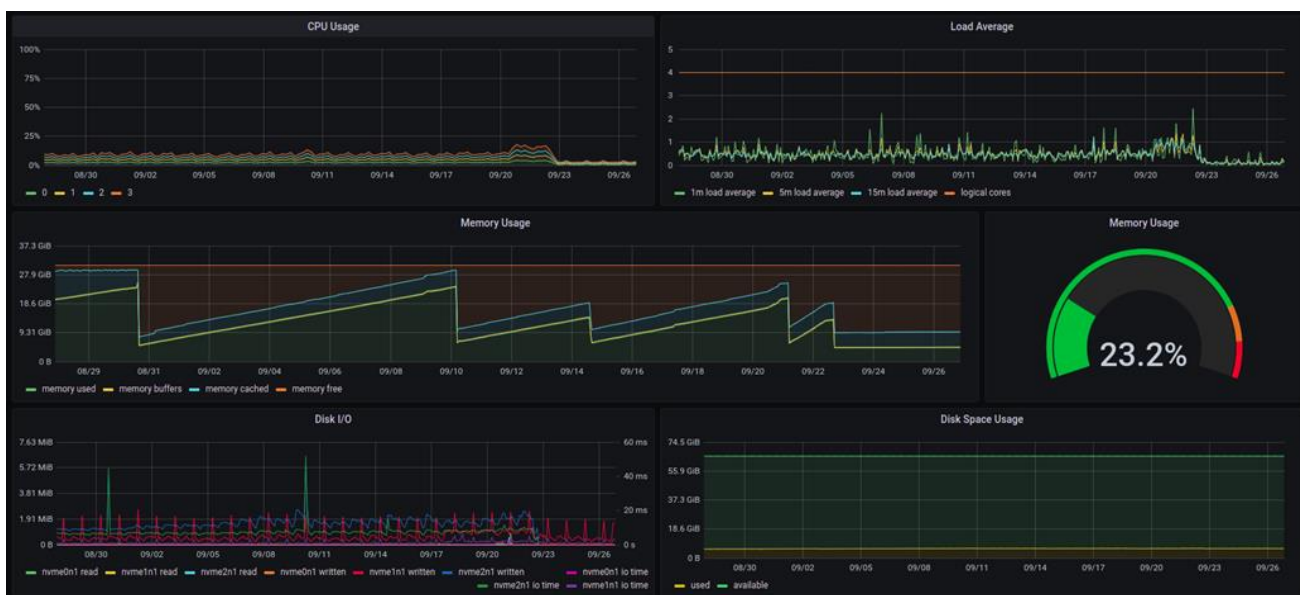 CPU Usage
100%
75%
50%
25%
0%
08/30 09/02 09/05 09/08 09/11 09/14 09/17 09/20 09/23 09/26
0 1 2 3
Load Average
5
4
3
2
1
0
08/30 09/02 09/05 09/08 09/11 09/14 09/17 09/20 09/23 09/26
1m load average 5m load average 15m load average logical cores
Memory Usage
37.3 GiB
27.9 GiB
18.6 GiB
9.31 GiB
0 B
08/29 08/31 09/02 09/04 09/06 09/08 09/10 09/12 09/14 09/16 09/18 09/20 09/22 09/24 09/26
memory used memory buffers memory cached memory free
Memory Usage
23.2%
Disk I/O
7.63 MiB
5.72 MiB
3.81 MiB
1.91 MiB
0 B
60 ms
40 ms
20 ms
0 s
08/30 09/02 09/05 09/08 09/11 09/14 09/17 09/20 09/23 09/26
nvme0n1 read nvme1n1 read nvme2n1 read nvme0n1 written nvme1n1 written nvme2n1 written nvme0n1 io time
nvme2n1 io time nvme1n1 io time
Disk Space Usage
74.5 GiB
55.9 GiB
37.3 GiB
18.6 GiB
0 B
08/30 09/02 09/05 09/08 09/11 09/14 09/17 09/20 09/23 09/26
used available